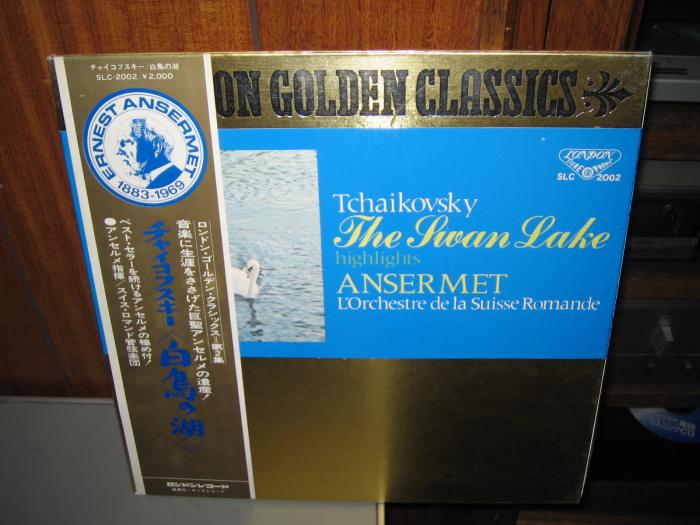 チャイコフスキー/白鳥の湖
SLC-2002 ¥2,000
ERNEST ANSERMET
1883-1969
ロンドン・ゴールデン・クラシックス——第2集
音楽に生涯をささげた巨聖アンセルメの遺産!
チャイコフスキー〈白鳥の湖〉
ベスト・セラーを続けるアンセルメの極め付!
●アンセルメ指揮/スイス・ロマンド管弦楽団
ロンドンレコード
ON GOLDEN CLASSICS
LONDON
SLC 2002
Tchaikovsky
The Swan Lake
highlights
ANSERMET
L'Orchestre de la Suisse Romande